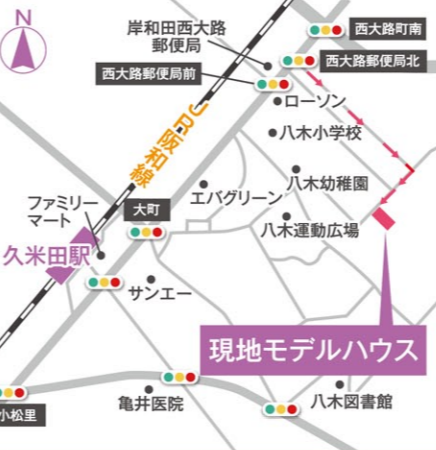 N
岸和田西大路
郵便局
西大路町南
西大路郵便局北
西大路郵便局前
ローソン
八木小学校
JR阪和線
八木幼稚園
エバグリーン
ファミリー
マート
大町
八木運動広場
久米田駅
サンエー
現地モデルハウス
亀井医院
八木図書館
小松里